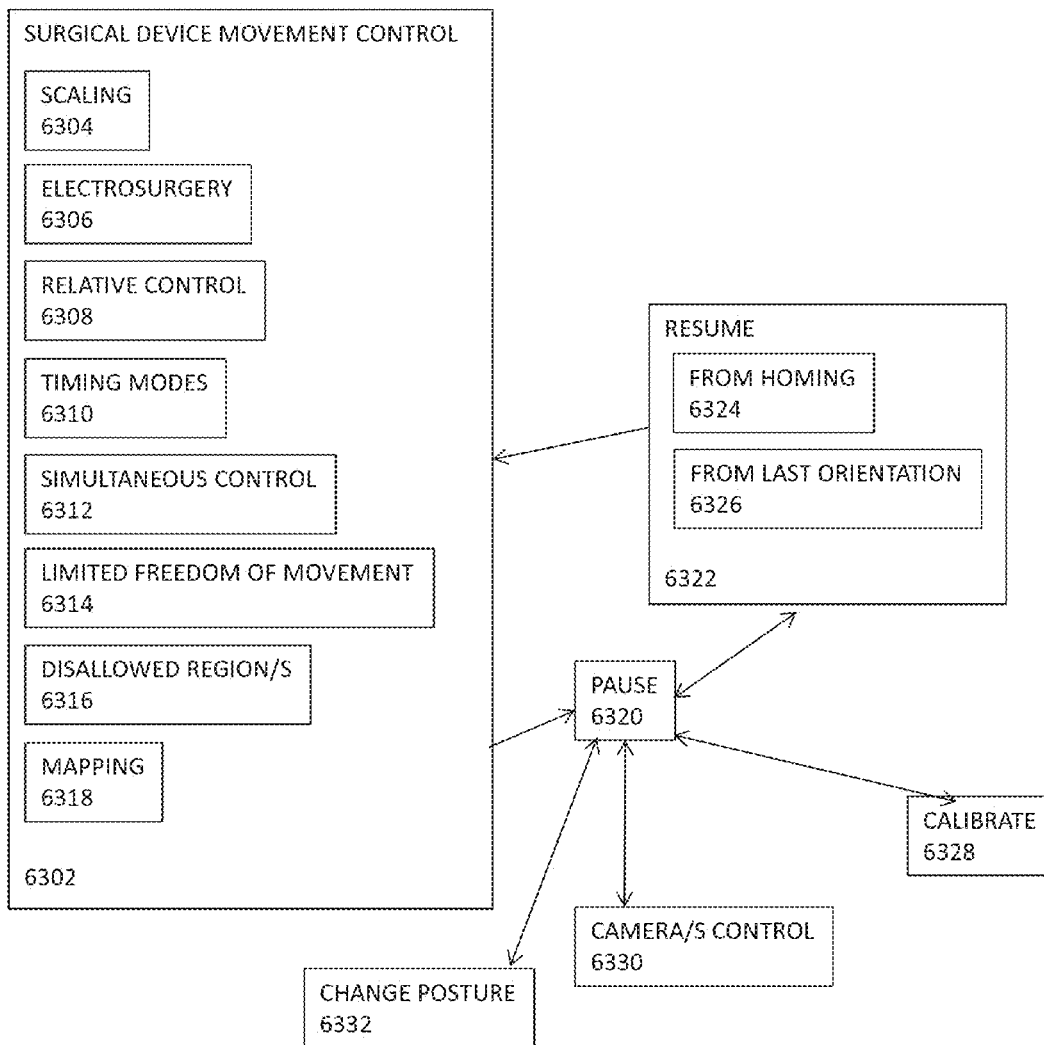 SURGICAL DEVICE MOVEMENT CONTROL
SCALING
6304
ELECTROSURGERY
6306
RELATIVE CONTROL
6308
TIMING MODES
6310
SIMULTANEOUS CONTROL
6312
LIMITED FREEDOM OF MOVEMENT
6314
DISALLOWED REGION/S
6316
MAPPING
6318
6302
RESUME
FROM HOMING
6324
FROM LAST ORIENTATION
6326
6322
PAUSE
6320
CALIBRATE
6328
CAMERA/S CONTROL
6330
CHANGE POSTURE
6332